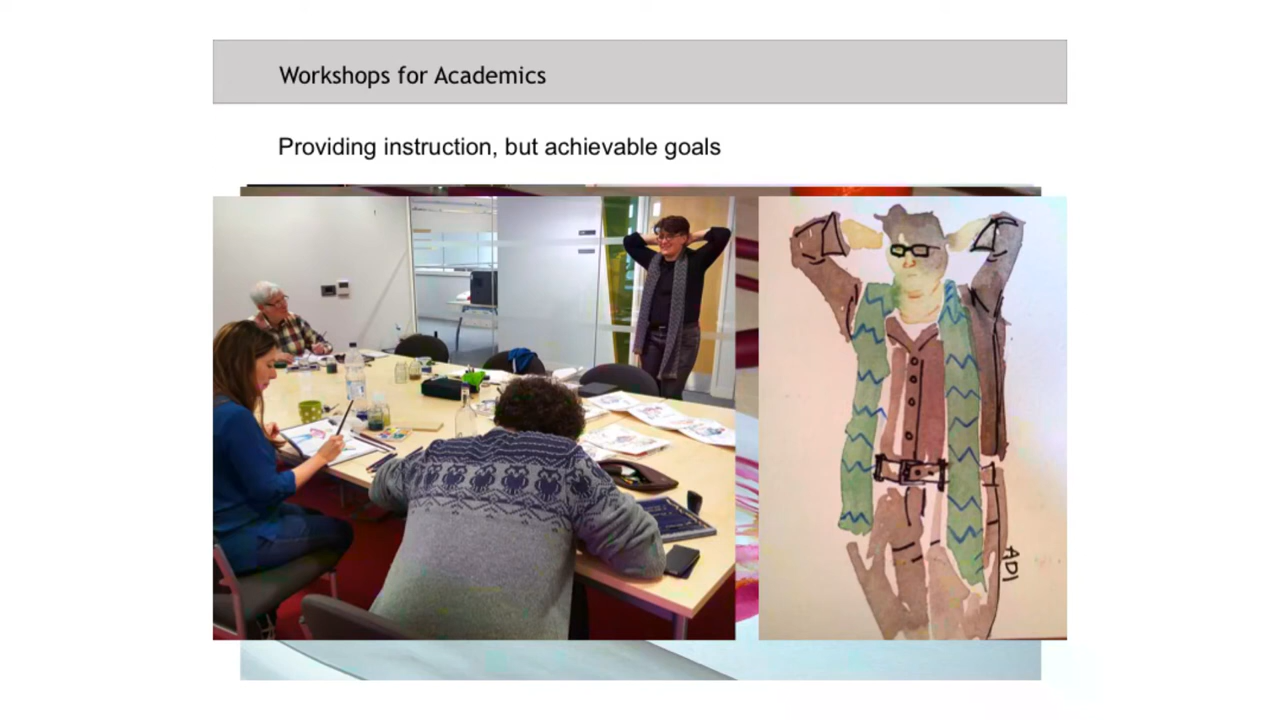 Workshops for Academics
Providing instruction, but achievable goals
ADI